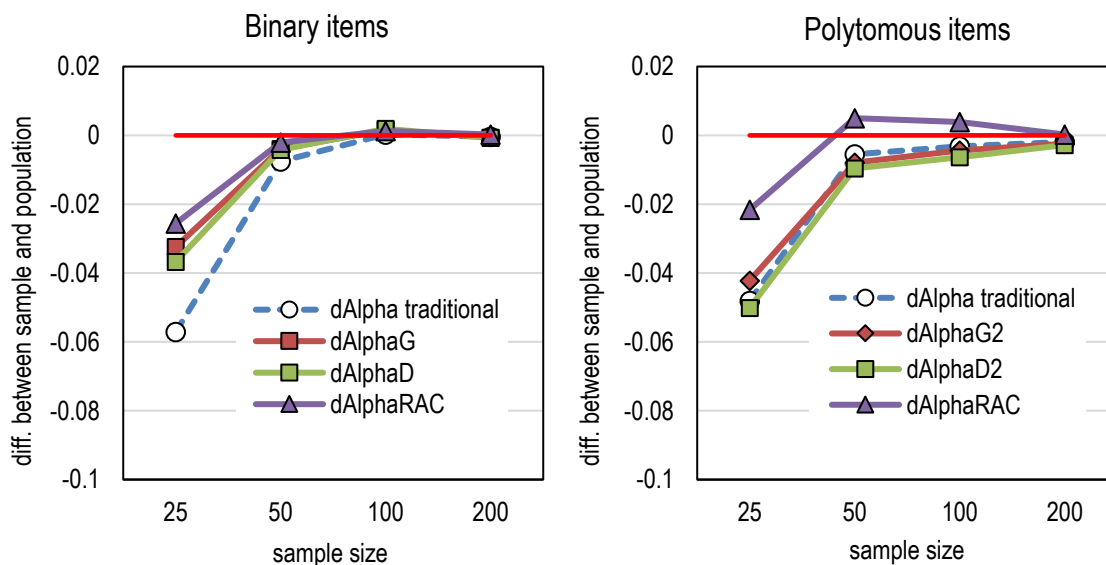 Binary items
diff. between sample and population
0.02
0
-0.02
-0.04
-0.06
-0.08
-0.1
dAlpha traditional
dAlphaG
dAlphaD
dAlphaRAC
25 50 100 200
sample size
Polytomous items
diff. between sample and population
0.02
0
-0.02
-0.04
-0.06
-0.08
-0.1
dAlpha traditional
dAlphaG2
dAlphaD2
dAlphaRAC
25 50 100 200
sample size